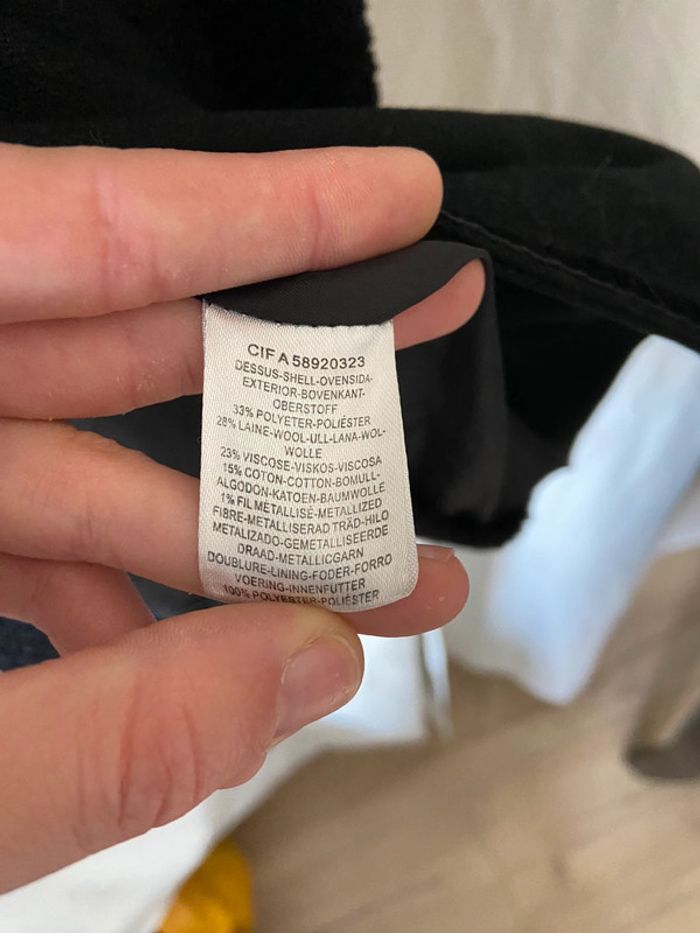 CIF A58920323
DESSUS-SHELL-OVENSIDA-
EXTERIOR-BOVENKANT-
OBERSTOFF
33% POLYETER-POLIÉSTER
28% LAINE-WOOL-ULL-LANA-WOL-
WOLLE
23% VISCOSE-VISKOS-VISCOSA
15% COTON-COTTON-BOMULL-
ALGODON-KATOEN-BAUMWOLLE
1% FIL METALLISÉ-METALLIZED
FIBRE-METALLISERAD TRÅD-HILO
METALIZADO-GEMETALLISEERDE
DRAAD-METALLICGARN
DOUBLURE-LINING-FODER-FORRO
VOERING-INNENFUTTER
100% POLYESTER-POLIÉSTER